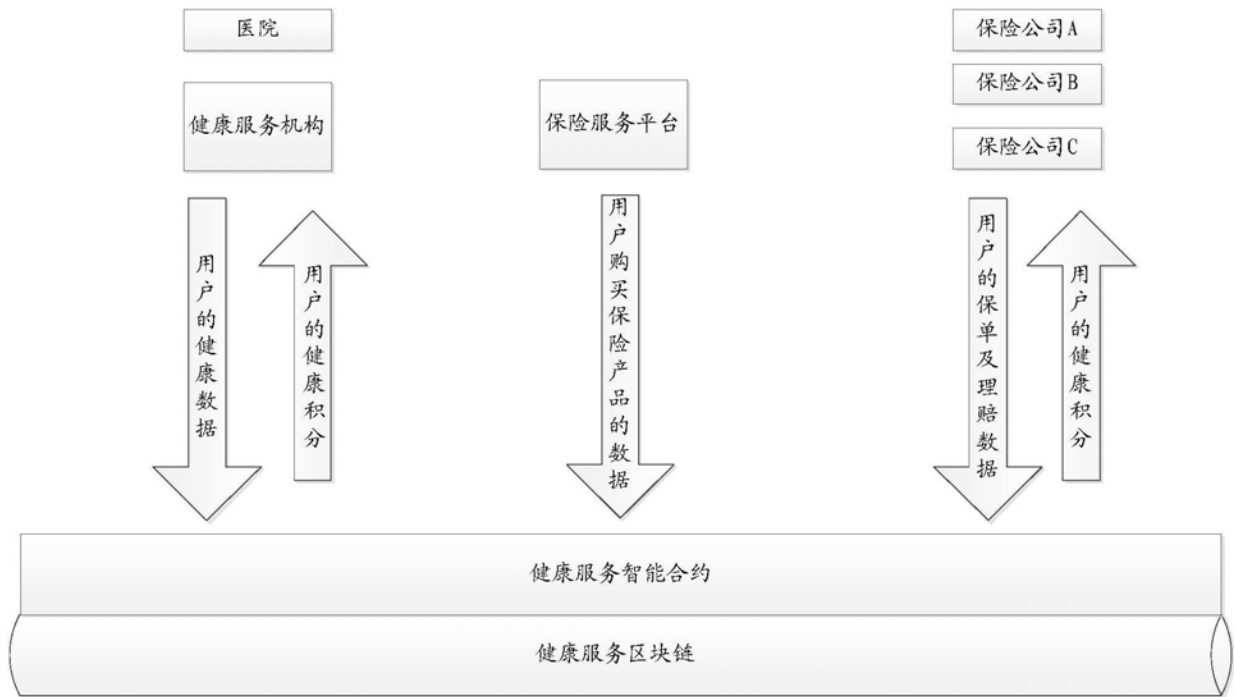 医院
健康服务机构
保险服务平台
保险公司A
保险公司B
保险公司C
用户的健康数据
用户的健康积分
用户购买保险产品的数据
用户的保单及理赔数据
用户的健康积分
健康服务智能合约
健康服务区块链